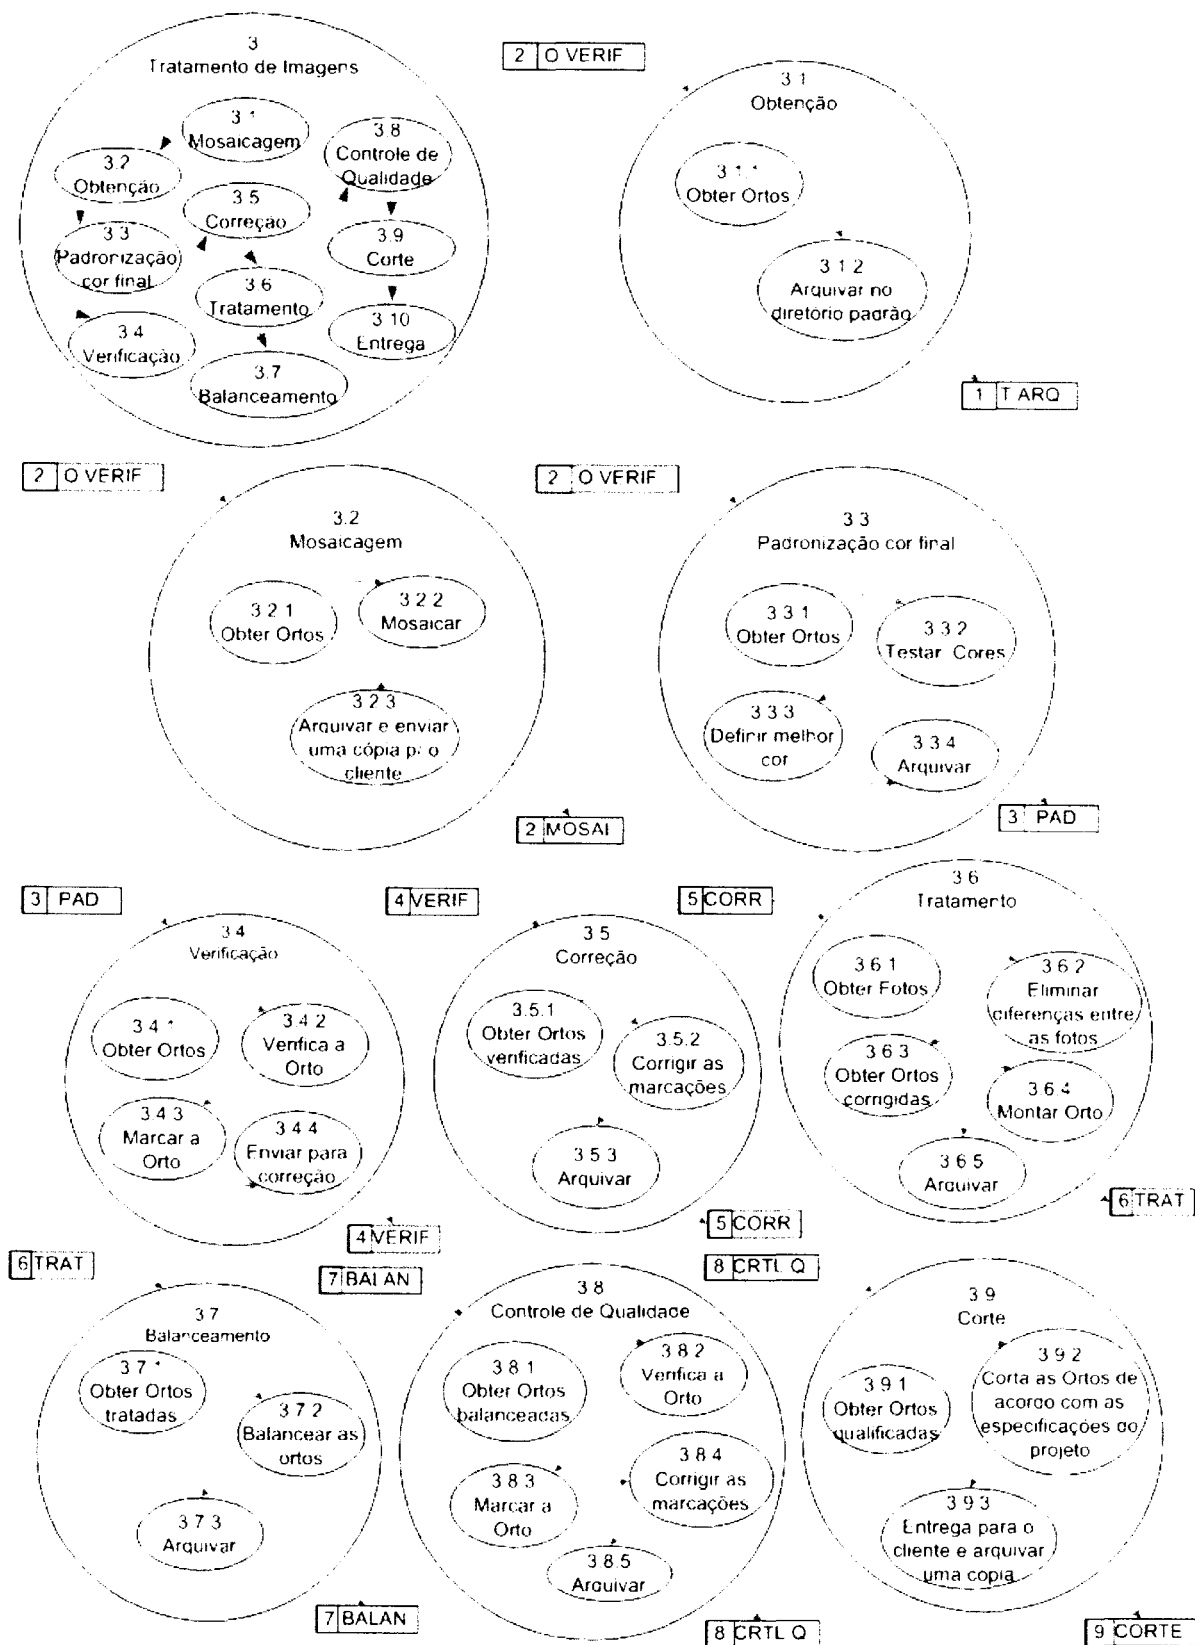 3
Tratamento de Imagens
3.1
Mosaicagem
3.2
Obtenção
3.3
Padronização
cor final
3.4
Verificação
3.5
Correção
3.6
Tratamento
3.7
Balanceamento
3.8
Controle de
Qualidade
3.9
Corte
3.10
Entrega
2 O VERIF
3.1
Obtenção
3.1.1
Obter Ortos
3.1.2
Arquivar no
diretório padrão
1 T ARQ
2 O VERIF
3.2
Mosaicagem
3.2.1
Obter Ortos
3.2.2
Mosaicar
3.2.3
Arquivar e enviar
uma cópia p/ o
cliente
2 MOSAI
2 O VERIF
3.3
Padronização cor final
3.3.1
Obter Ortos
3.3.2
Testar Cores
3.3.3
Definir melhor
cor
3.3.4
Arquivar
3 PAD
3 PAD
3.4
Verificação
3.4.1
Obter Ortos
3.4.2
Verifica a
Orto
3.4.3
Marcar a
Orto
3.4.4
Enviar para
correção
4 VERIF
4 VERIF
3.5
Correção
3.5.1
Obter Ortos
verificadas
3.5.2
Corrigir as
marcações
3.5.3
Arquivar
5 CORR
5 CORR
3.6
Tratamento
3.6.1
Obter Fotos
3.6.2
Eliminar
diferenças entre
as fotos
3.6.3
Obter Ortos
corrigidas
3.6.4
Montar Orto
3.6.5
Arquivar
6 TRAT
6 TRAT
3.7
Balanceamento
3.7.1
Obter Ortos
tratadas
3.7.2
Balancear as
ortos
3.7.3
Arquivar
7 BALAN
7 BALAN
3.8
Controle de Qualidade
3.8.1
Obter Ortos
balanceadas
3.8.2
Verifica a
Orto
3.8.3
Marcar a
Orto
3.8.4
Corrigir as
marcações
3.8.5
Arquivar
8 CRTL Q
8 CRTL Q
3.9
Corte
3.9.1
Obter Ortos
qualificadas
3.9.2
Corta as Ortos de
acordo com as
especificações do
projeto
3.9.3
Entrega para o
cliente e arquivar
uma copia
9 CORTE